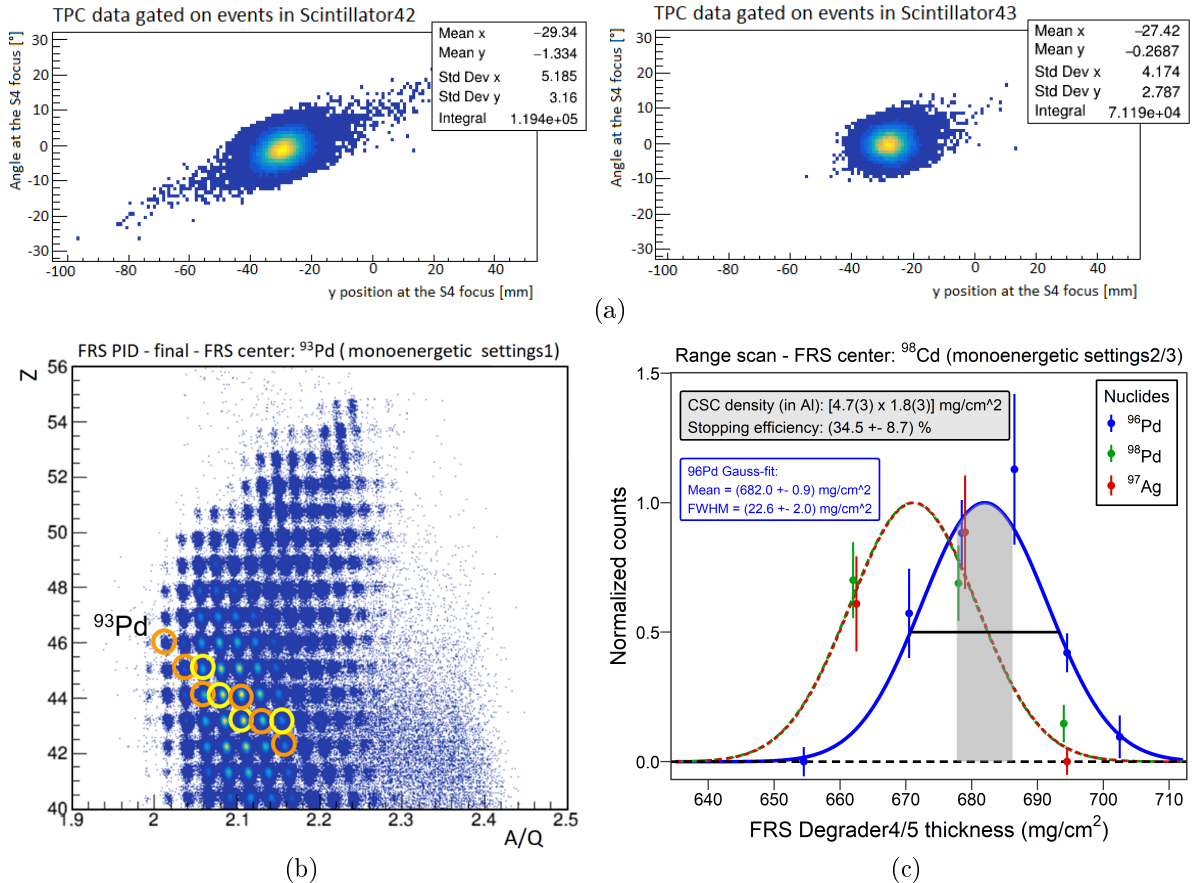 TPC data gated on events in Scintillator42
Mean x −29.34
Mean y −1.334
Std Dev x 5.185
Std Dev y 3.16
Integral 1.194e+05
Angle at the S4 focus [°]
30
20
10
0
-10
-20
-30
-100 -80 -60 -40 -20 0 20 40
y position at the S4 focus [mm]
TPC data gated on events in Scintillator43
Mean x −27.42
Mean y −0.2687
Std Dev x 4.174
Std Dev y 2.787
Integral 7.119e+04
Angle at the S4 focus [°]
30
20
10
0
-10
-20
-30
-100 -80 -60 -40 -20 0 20 40
y position at the S4 focus [mm]
(a)
FRS PID - final - FRS center: ⁹³Pd ( monoenergetic settings1)
Z
56
54
52
50
48
46
44
42
40
⁹³Pd
1.9 2 2.1 2.2 2.3 2.4 2.5
A/Q
(b)
Range scan - FRS center: ⁹⁸Cd (monoenergetic settings2/3)
CSC density (in Al): [4.7(3) x 1.8(3)] mg/cm^2
Stopping efficiency: (34.5 +- 8.7) %
96Pd Gauss-fit:
Mean = (682.0 +- 0.9) mg/cm^2
FWHM = (22.6 +- 2.0) mg/cm^2
Nuclides
⁹⁶Pd
⁹⁸Pd
⁹⁷Ag
Normalized counts
1.5
1.0
0.5
0.0
640 650 660 670 680 690 700 710
FRS Degrader4/5 thickness (mg/cm²)
(c)